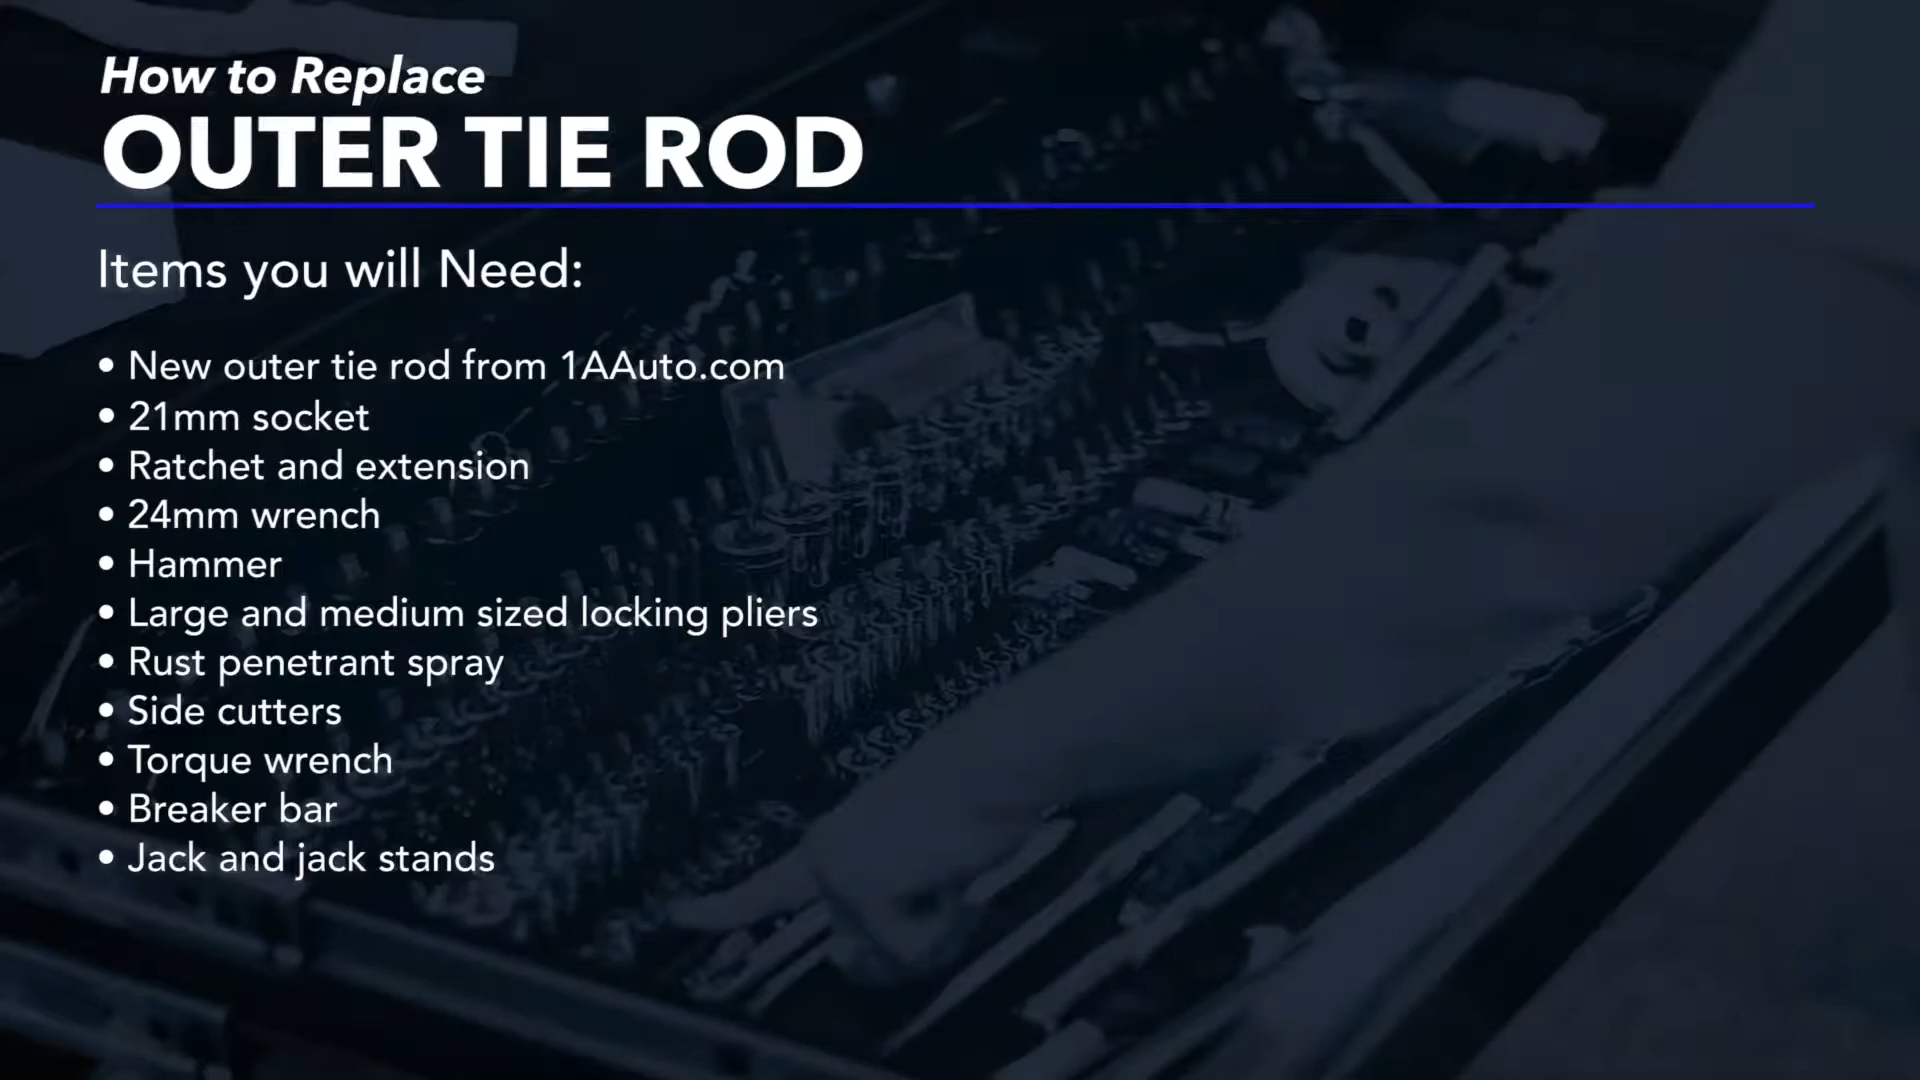 How to Replace
OUTER TIE ROD
Items you will Need:
• New outer tie rod from 1AAuto.com
• 21mm socket
• Ratchet and extension
• 24mm wrench
• Hammer
• Large and medium sized locking pliers
• Rust penetrant spray
• Side cutters
• Torque wrench
• Breaker bar
• Jack and jack stands